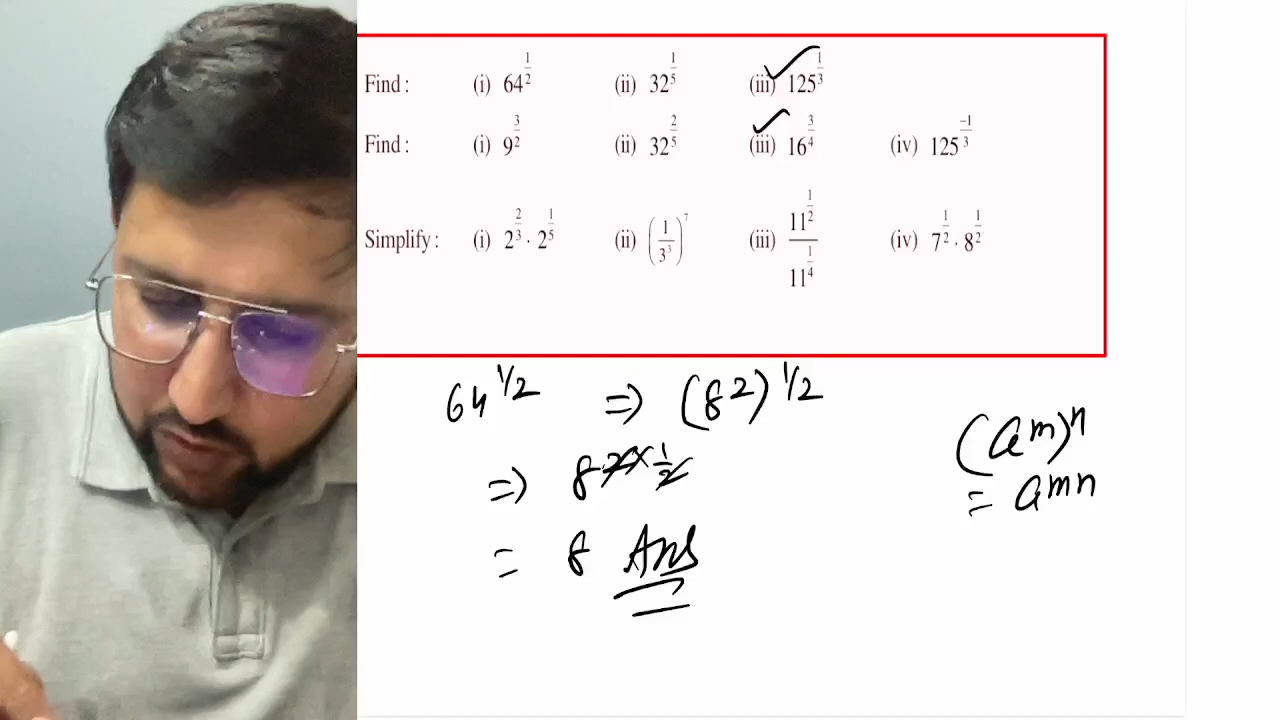 Find : (i) 64^{1/2} (ii) 32^{1/5} (iii) 125^{1/3}
Find : (i) 9^{3/2} (ii) 32^{2/5} (iii) 16^{3/4} (iv) 125^{-1/3}
Simplify : (i) 2^{2/3} · 2^{1/5} (ii) (1/3^3)^7 (iii) 11^{1/2}/11^{1/4} (iv) 7^{1/2} · 8^{1/2}
64^{1/2} => (8^2)^{1/2}
=> 8^{2×1/2}
= 8 Ans
(a^m)^n
= a^{mn}